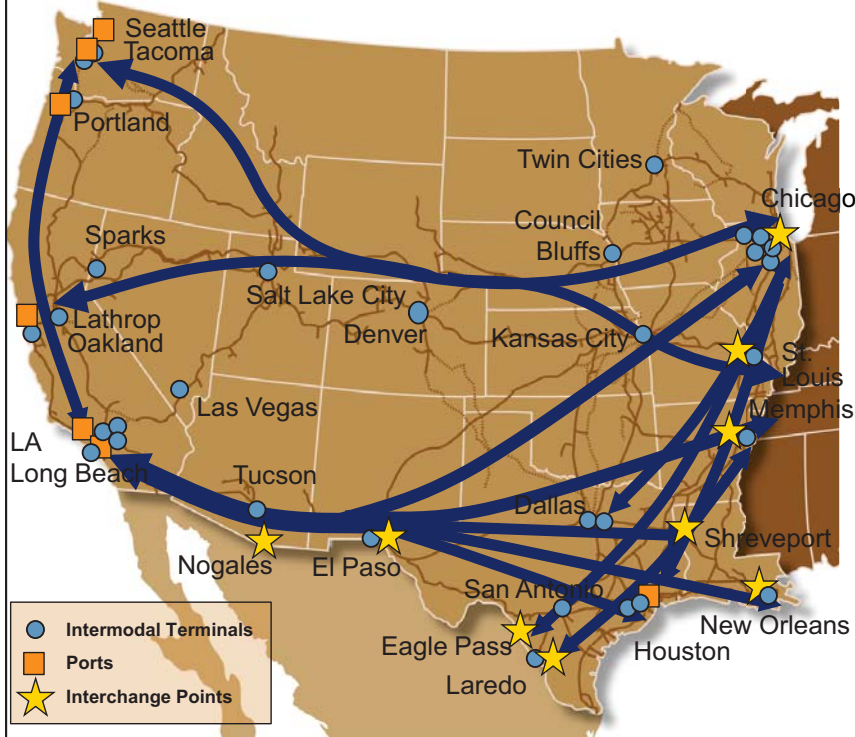 Seattle
Tacoma
Portland
Twin Cities
Chicago
Council
Bluffs
Sparks
Salt Lake City
Lathrop
Oakland
Denver
Kansas City
St.
Louis
Las Vegas
Memphis
LA
Long Beach
Tucson
Dallas
Shreveport
Nogales
El Paso
San Antonio
New Orleans
Eagle Pass
Houston
Laredo
Intermodal Terminals
Ports
Interchange Points